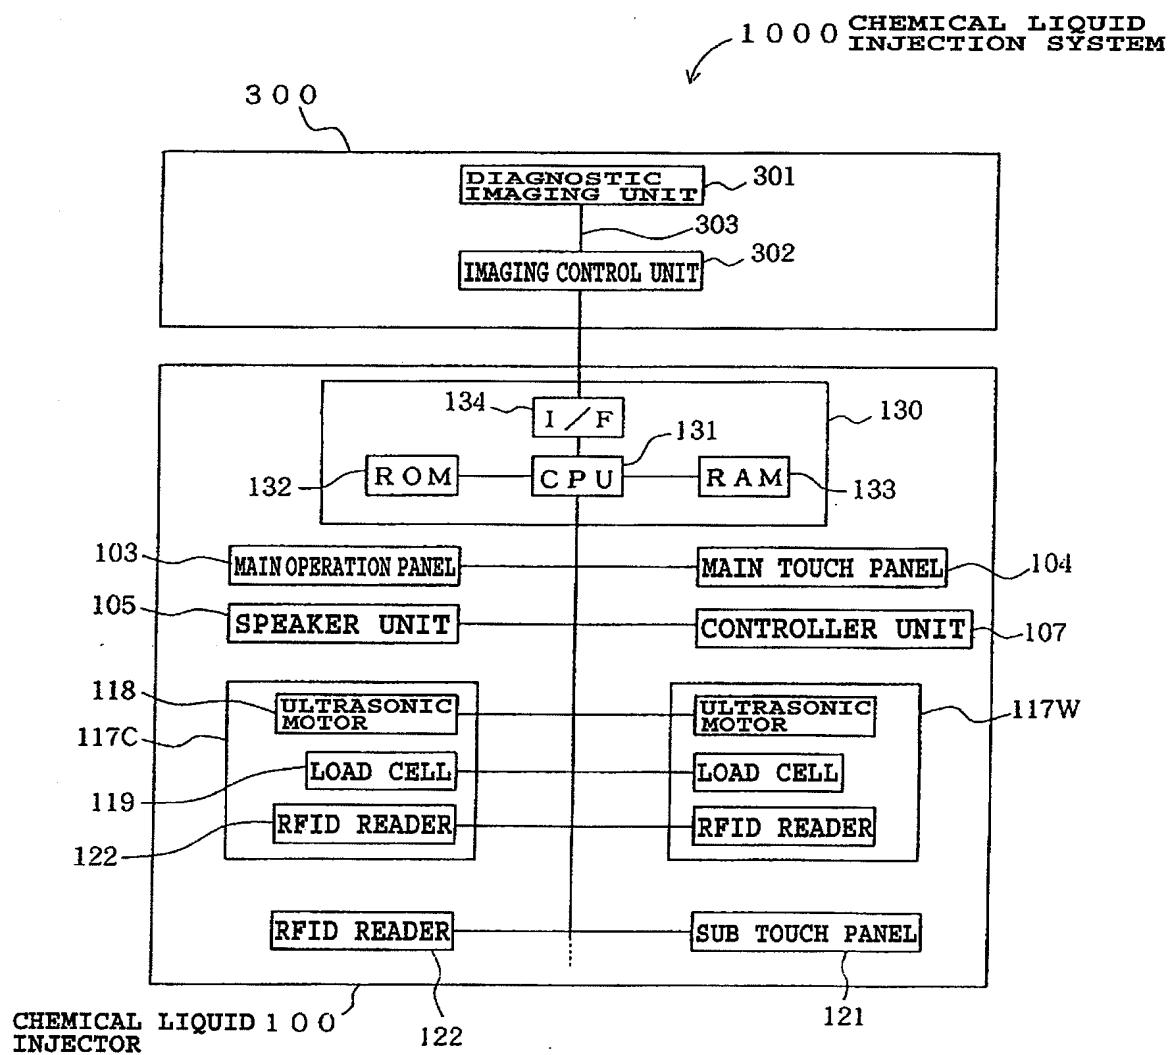 1000 CHEMICAL LIQUID
INJECTION SYSTEM
300
DIAGNOSTIC
IMAGING UNIT
301
303
IMAGING CONTROL UNIT
302
134
I/F
130
131
132
ROM
CPU
RAM
133
103
MAIN OPERATION PANEL
MAIN TOUCH PANEL
104
105
SPEAKER UNIT
CONTROLLER UNIT
107
118
ULTRASONIC
MOTOR
ULTRASONIC
MOTOR
117W
117C
LOAD CELL
LOAD CELL
119
RFID READER
RFID READER
122
RFID READER
SUB TOUCH PANEL
CHEMICAL LIQUID 100
INJECTOR
122
121